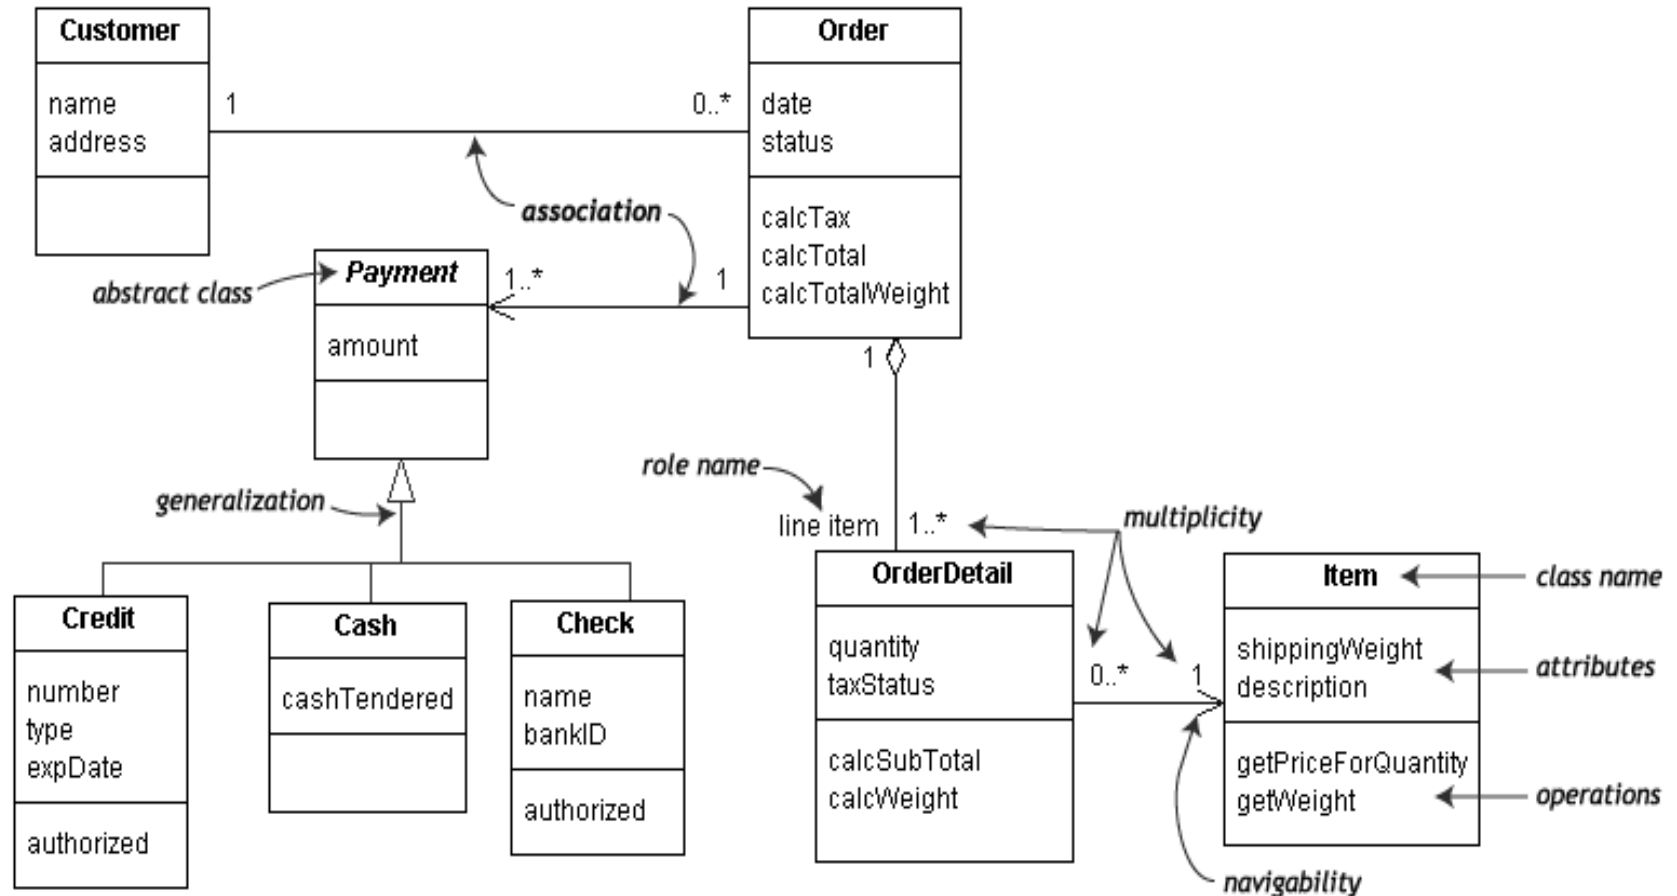 Customer
name
address
1
0..*
Order
date
status
calcTax
calcTotal
calcTotalWeight
association
abstract class
Payment
amount
1..*
1
1
generalization
role name
line item
1..*
multiplicity
Credit
number
type
expDate
authorized
Cash
cashTendered
Check
name
bankID
authorized
OrderDetail
quantity
taxStatus
calcSubTotal
calcWeight
0..*
1
Item
shippingWeight
description
getPriceForQuantity
getWeight
class name
attributes
operations
navigability